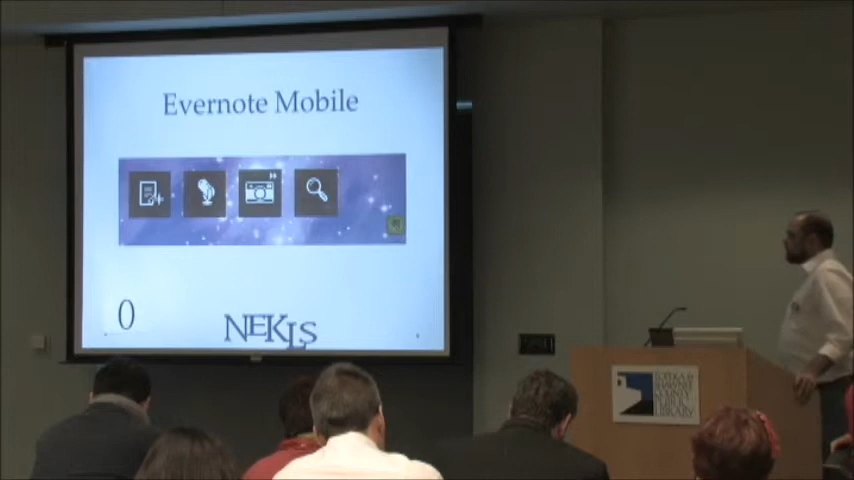 Evernote Mobile
0
NEKLS
TOPEKA &
SHAWNEE
COUNTY
PUBLIC
LIBRARY